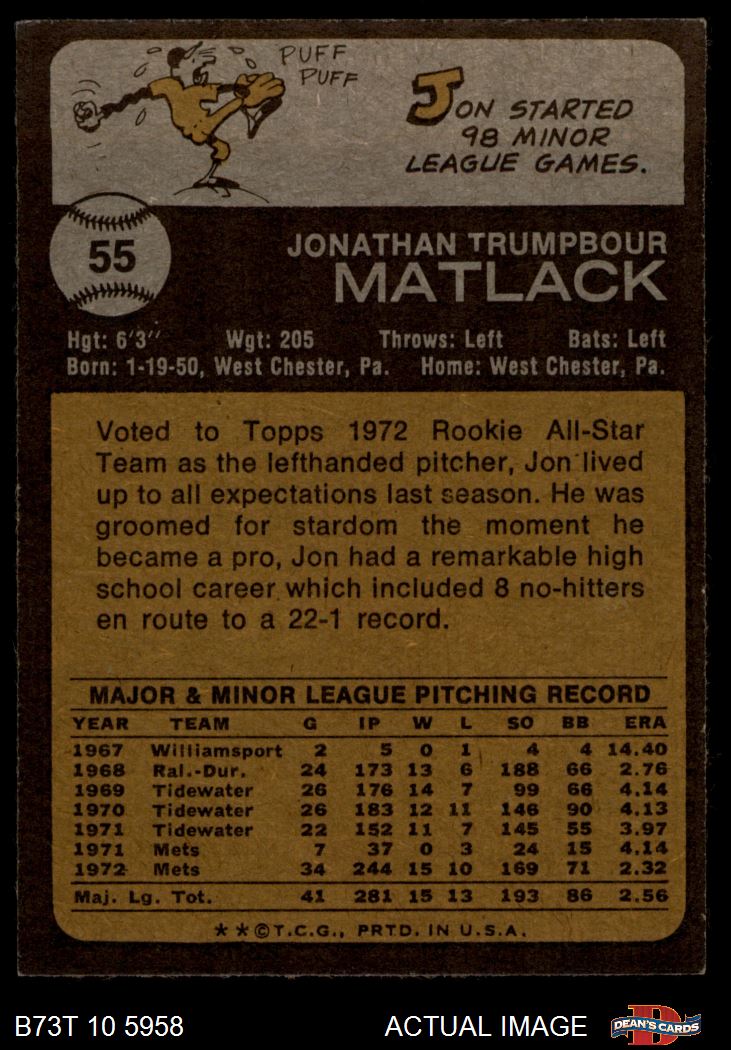 PUFF
PUFF
JON STARTED
98 MINOR
LEAGUE GAMES.
55
JONATHAN TRUMPBOUR
MATLACK
Hgt: 6'3" Wgt: 205 Throws: Left Bats: Left
Born: 1-19-50, West Chester, Pa. Home: West Chester, Pa.
Voted to Topps 1972 Rookie All-Star
Team as the lefthanded pitcher, Jon lived
up to all expectations last season. He was
groomed for stardom the moment he
became a pro, Jon had a remarkable high
school career which included 8 no-hitters
en route to a 22-1 record.
MAJOR & MINOR LEAGUE PITCHING RECORD
YEAR TEAM G IP W L SO BB ERA
1967 Williamsport 2 5 0 1 4 4 14.40
1968 Ral.-Dur. 24 173 13 6 188 66 2.76
1969 Tidewater 26 176 14 7 99 66 4.14
1970 Tidewater 26 183 12 11 146 90 4.13
1971 Tidewater 22 152 11 7 145 55 3.97
1971 Mets 7 37 0 3 24 15 4.14
1972 Mets 34 244 15 10 169 71 2.32
Maj. Lg. Tot. 41 281 15 13 193 86 2.56
**©T.C.G., PRTD. IN U.S.A.
B73T 10 5958 ACTUAL IMAGE DEAN'S CARDS